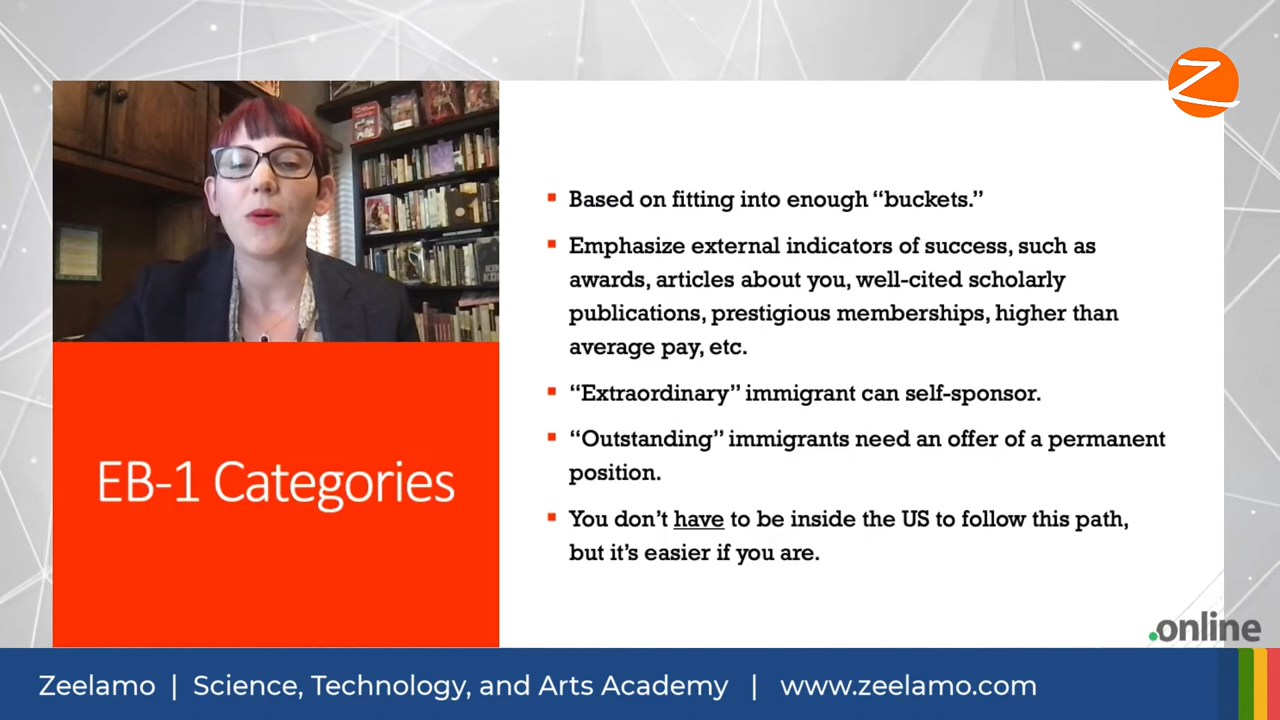 Z
Based on fitting into enough “buckets.”
Emphasize external indicators of success, such as
awards, articles about you, well-cited scholarly
publications, prestigious memberships, higher than
average pay, etc.
“Extraordinary” immigrant can self-sponsor.
“Outstanding” immigrants need an offer of a permanent
position.
You don’t have to be inside the US to follow this path,
but it’s easier if you are.
EB-1 Categories
.online
Zeelamo | Science, Technology, and Arts Academy | www.zeelamo.com